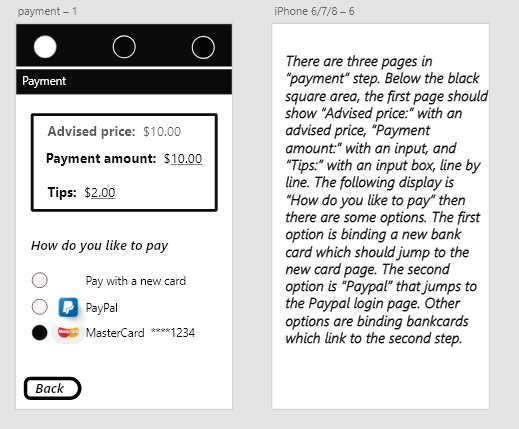 payment – 1
Payment
Advised price: $10.00
Payment amount: $10.00
Tips: $2.00
How do you like to pay
Pay with a new card
PayPal
MasterCard ****1234
Back
iPhone 6/7/8 – 6
There are three pages in
“payment” step. Below the black
square area, the first page should
show “Advised price:” with an
advised price, “Payment
amount:” with an input, and
“Tips:” with an input box, line by
line. The following display is
“How do you like to pay” then
there are some options. The first
option is binding a new bank
card which should jump to the
new card page. The second
option is “Paypal” that jumps to
the Paypal login page. Other
options are binding bankcards
which link to the second step.